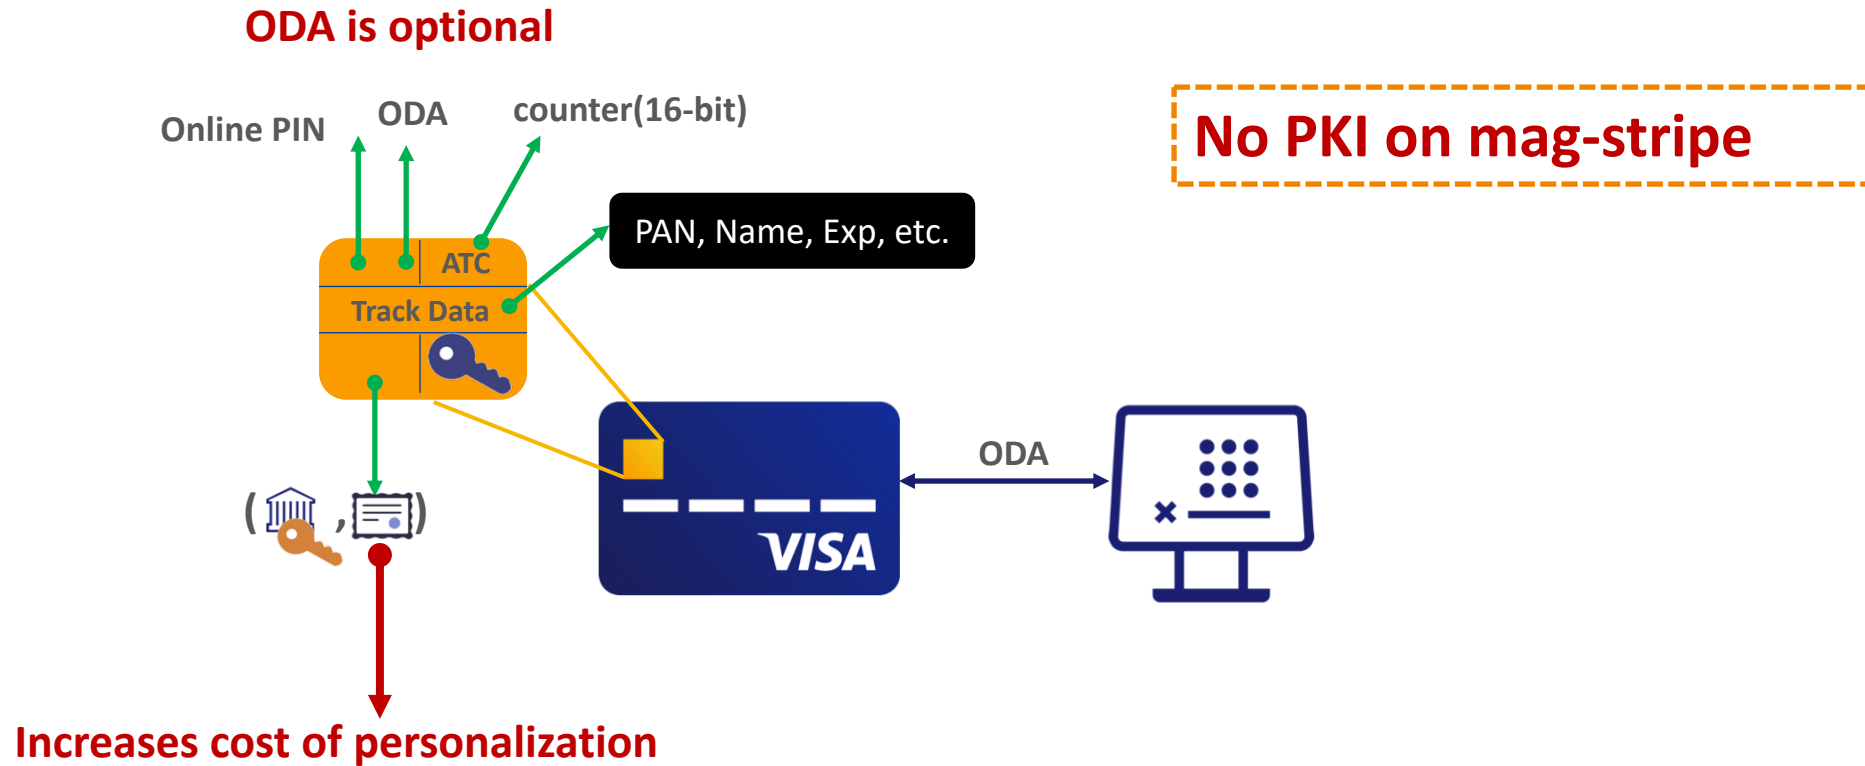 ODA is optional
Online PIN
ODA
counter(16-bit)
No PKI on mag-stripe
PAN, Name, Exp, etc.
ATC
Track Data
ODA
( , )
VISA
Increases cost of personalization